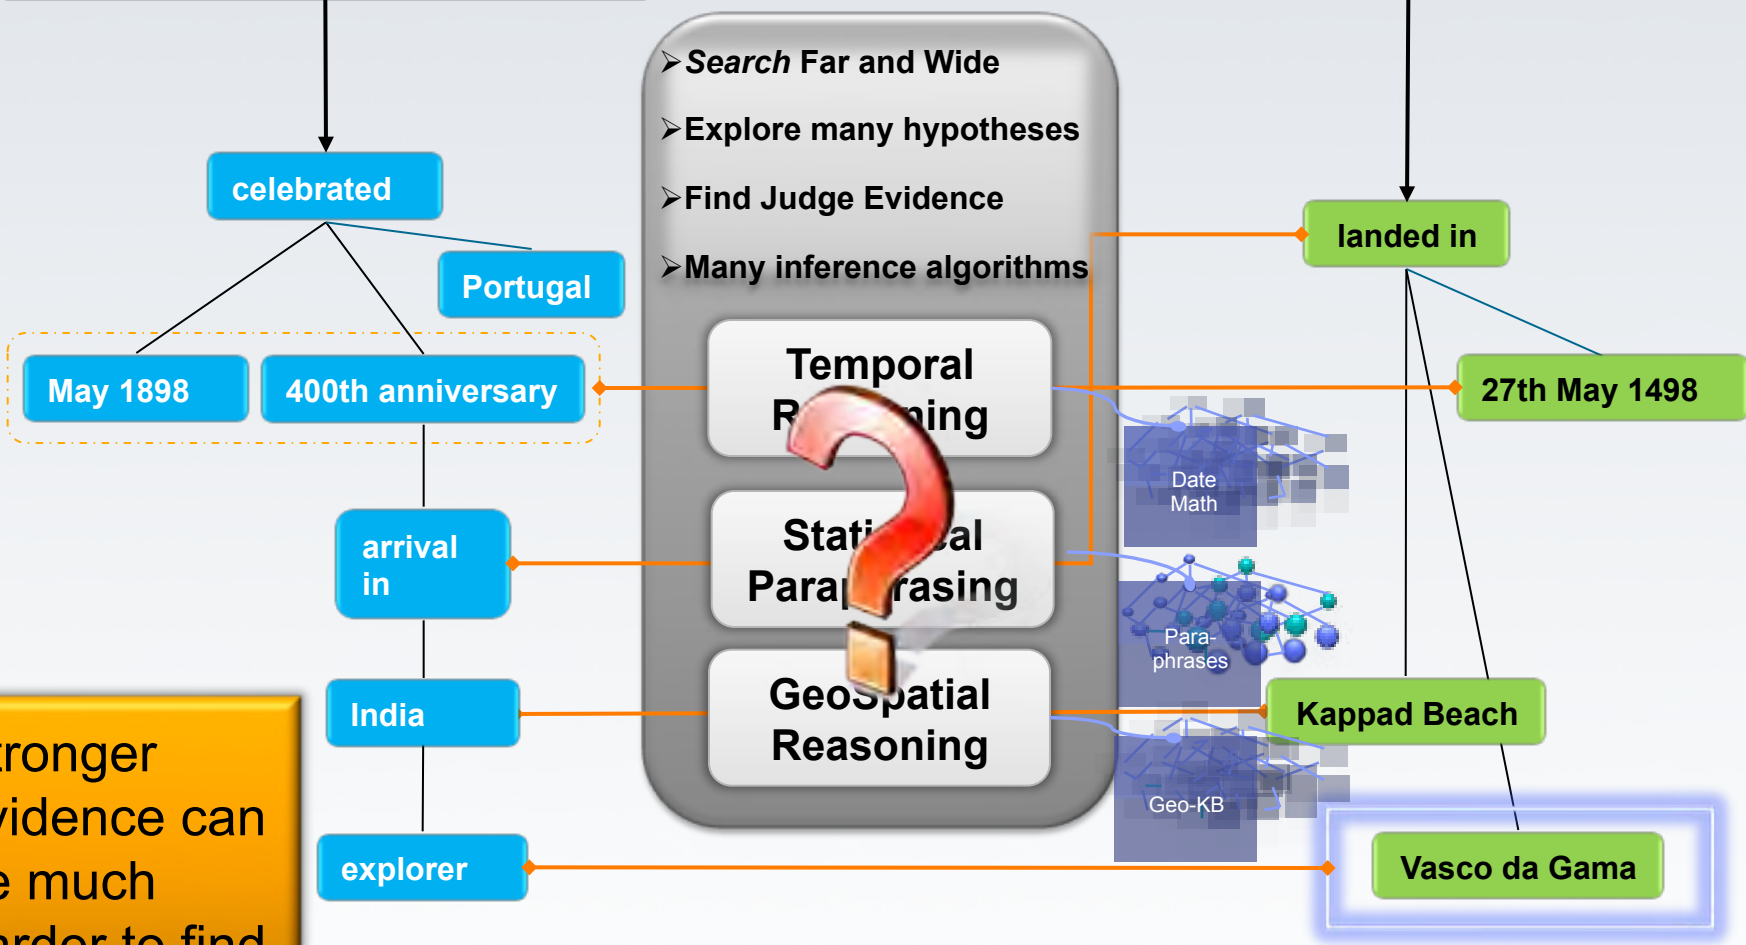 ➢Search Far and Wide
➢Explore many hypotheses
➢Find Judge Evidence
➢Many inference algorithms
celebrated
Portugal
May 1898
400th anniversary
arrival
in
India
explorer
Temporal
Statistical
Paraphrasing
GeoSpatial
Reasoning
landed in
27th May 1498
Kappad Beach
Vasco da Gama
Date
Math
Para-
phrases
Geo-KB
can
much
to find